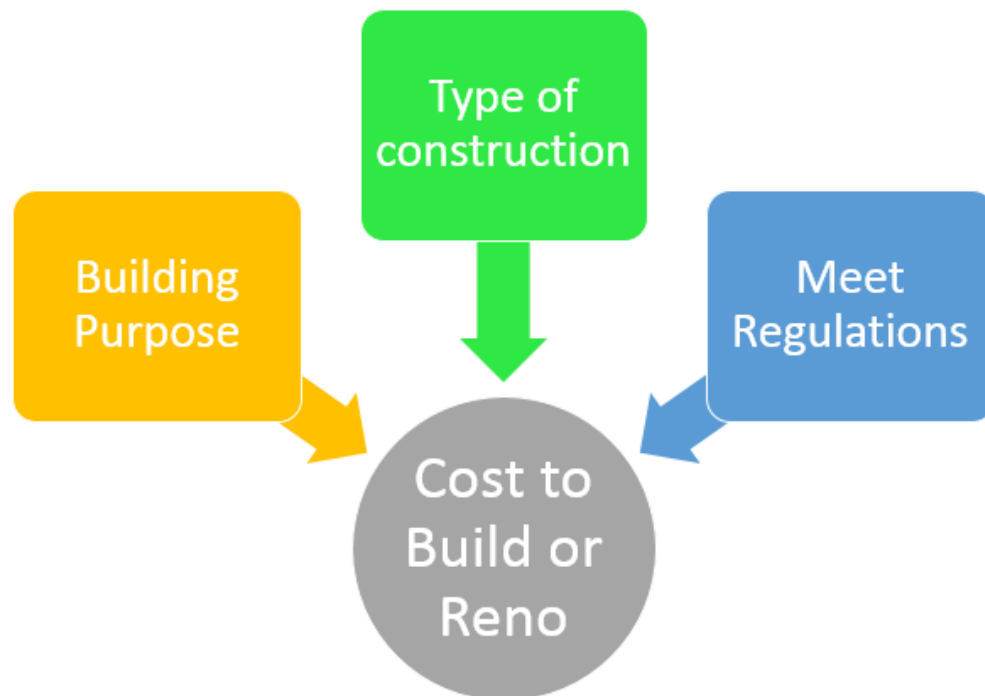 Type of
construction
Building
Purpose
Meet
Regulations
Cost to
Build or
Reno